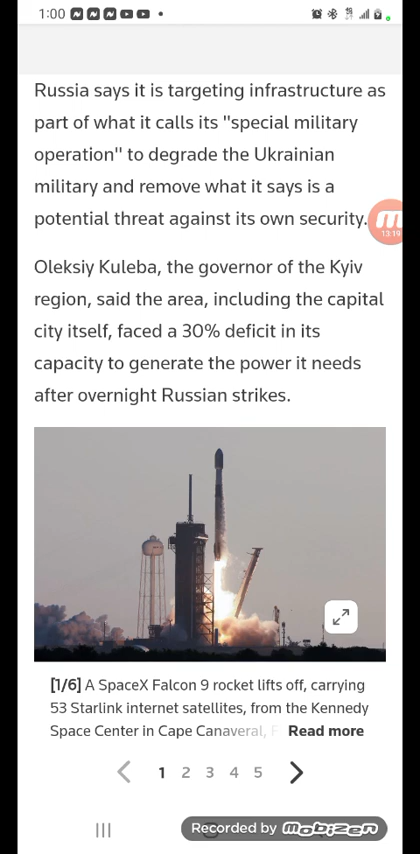 1:00
Russia says it is targeting infrastructure as
part of what it calls its "special military
operation" to degrade the Ukrainian
military and remove what it says is a
potential threat against its own security.
13:19
Oleksiy Kuleba, the governor of the Kyiv
region, said the area, including the capital
city itself, faced a 30% deficit in its
capacity to generate the power it needs
after overnight Russian strikes.
[1/6] A SpaceX Falcon 9 rocket lifts off, carrying
53 Starlink internet satellites, from the Kennedy
Space Center in Cape Canaveral, Read more
1 2 3 4 5
Recorded by mobizen